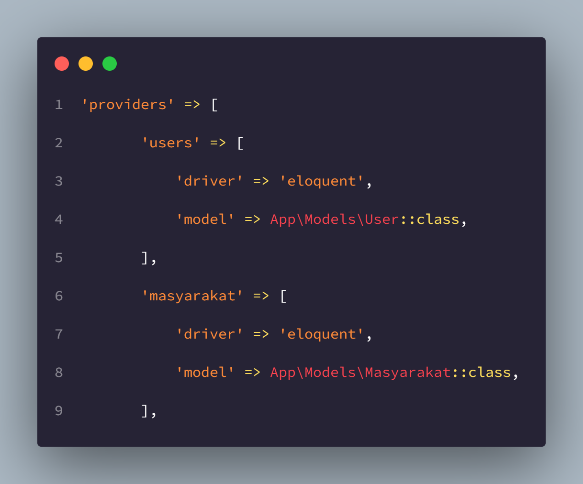 1 'providers' => [
2 'users' => [
3 'driver' => 'eloquent',
4 'model' => App\Models\User::class,
5 ],
6 'masyarakat' => [
7 'driver' => 'eloquent',
8 'model' => App\Models\Masyarakat::class,
9 ],